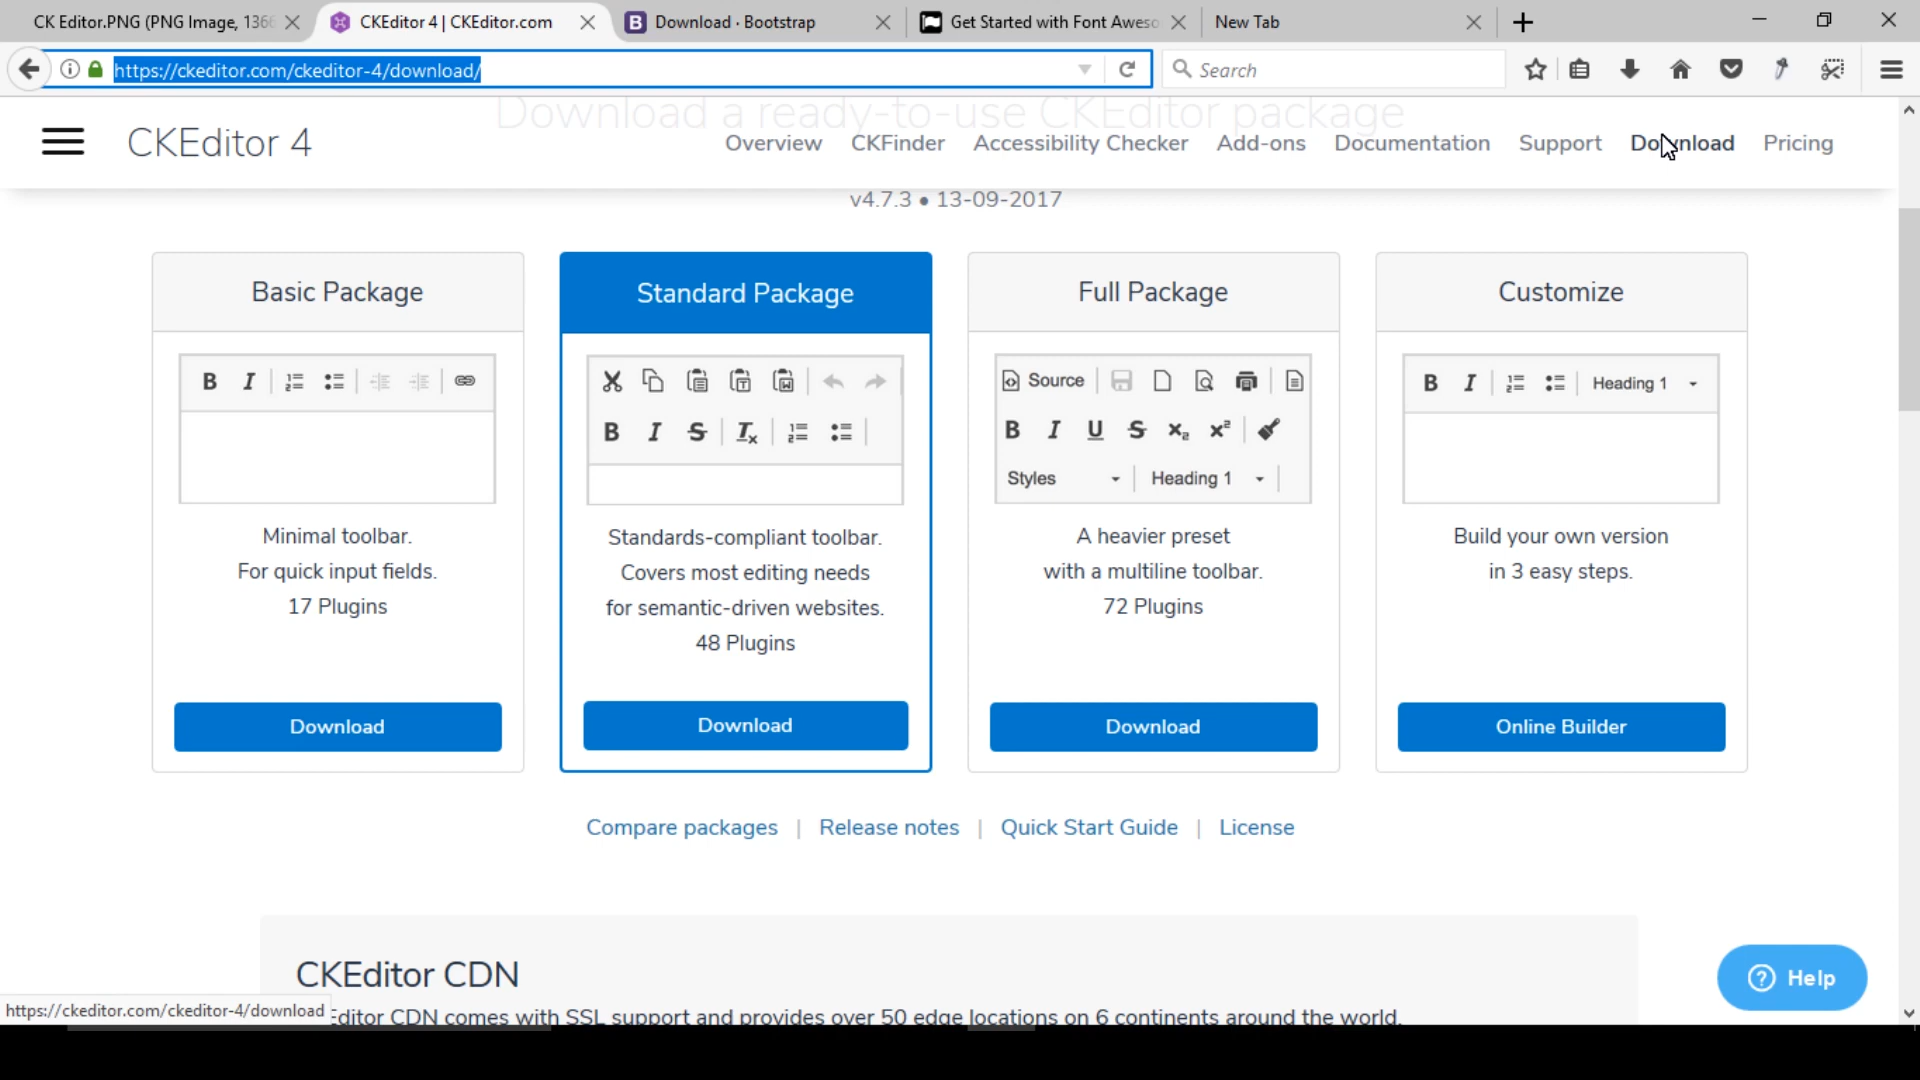 CK Editor.PNG (PNG Image, 136
CKEditor 4 | CKEditor.com
B Download · Bootstrap
Get Started with Font Aweso
New Tab
https://ckeditor.com/ckeditor-4/download/
Search
Download a ready-to-use CKEditor package
CKEditor 4
Overview
CKFinder
Accessibility Checker
Add-ons
Documentation
Support
Download
Pricing
v4.7.3 • 13-09-2017
Basic Package
B I
Minimal toolbar.
For quick input fields.
17 Plugins
Download
Standard Package
B I S Tx
Standards-compliant toolbar.
Covers most editing needs
for semantic-driven websites.
48 Plugins
Download
Full Package
Source
B I U S x₂ x²
Styles Heading 1
A heavier preset
with a multiline toolbar.
72 Plugins
Download
Customize
B I Heading 1
Build your own version
in 3 easy steps.
Online Builder
Compare packages | Release notes | Quick Start Guide | License
CKEditor CDN
Editor CDN comes with SSL support and provides over 50 edge locations on 6 continents around the world.
https://ckeditor.com/ckeditor-4/download
? Help